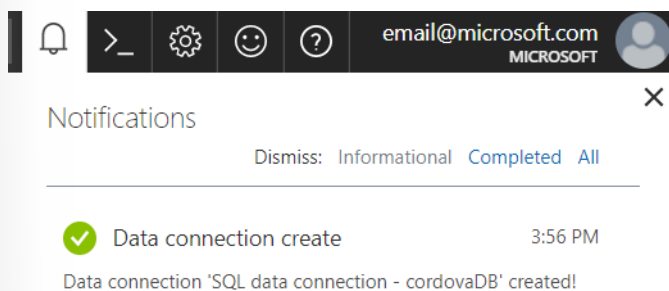 email@microsoft.com
MICROSOFT
Notifications
Dismiss: Informational Completed All
Data connection create 3:56 PM
Data connection 'SQL data connection - cordovaDB' created!